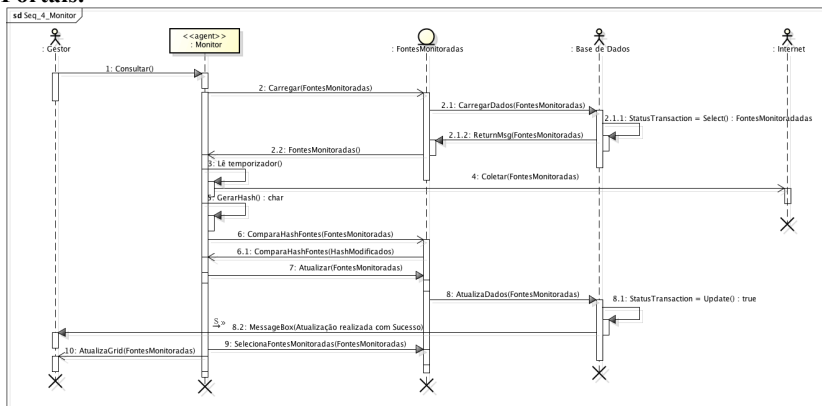 Portais.
sd Seq_4_Monitor
: Gestor
<<agent>>
: Monitor
: FontesMonitoradas
: Base de Dados
: Internet
1: Consultar()
2: Carregar(FontesMonitoradas)
2.1: CarregarDados(FontesMonitoradas)
2.1.1: StatusTransaction = Select() : FontesMonitoradadas
2.1.2: ReturnMsg(FontesMonitoradas)
2.2: FontesMonitoradas()
3: Lê temporizador()
4: Coletar(FontesMonitoradas)
5: GerarHash() : char
6: ComparaHashFontes(FontesMonitoradas)
6.1: ComparaHashFontes(HashModificados)
7: Atualizar(FontesMonitoradas)
8: AtualizaDados(FontesMonitoradas)
8.1: StatusTransaction = Update() : true
S »
8.2: MessageBox(Atualização realizada com Sucesso)
9: SelecionaFontesMonitoradas(FontesMonitoradas)
10: AtualizaGrid(FontesMonitoradas)